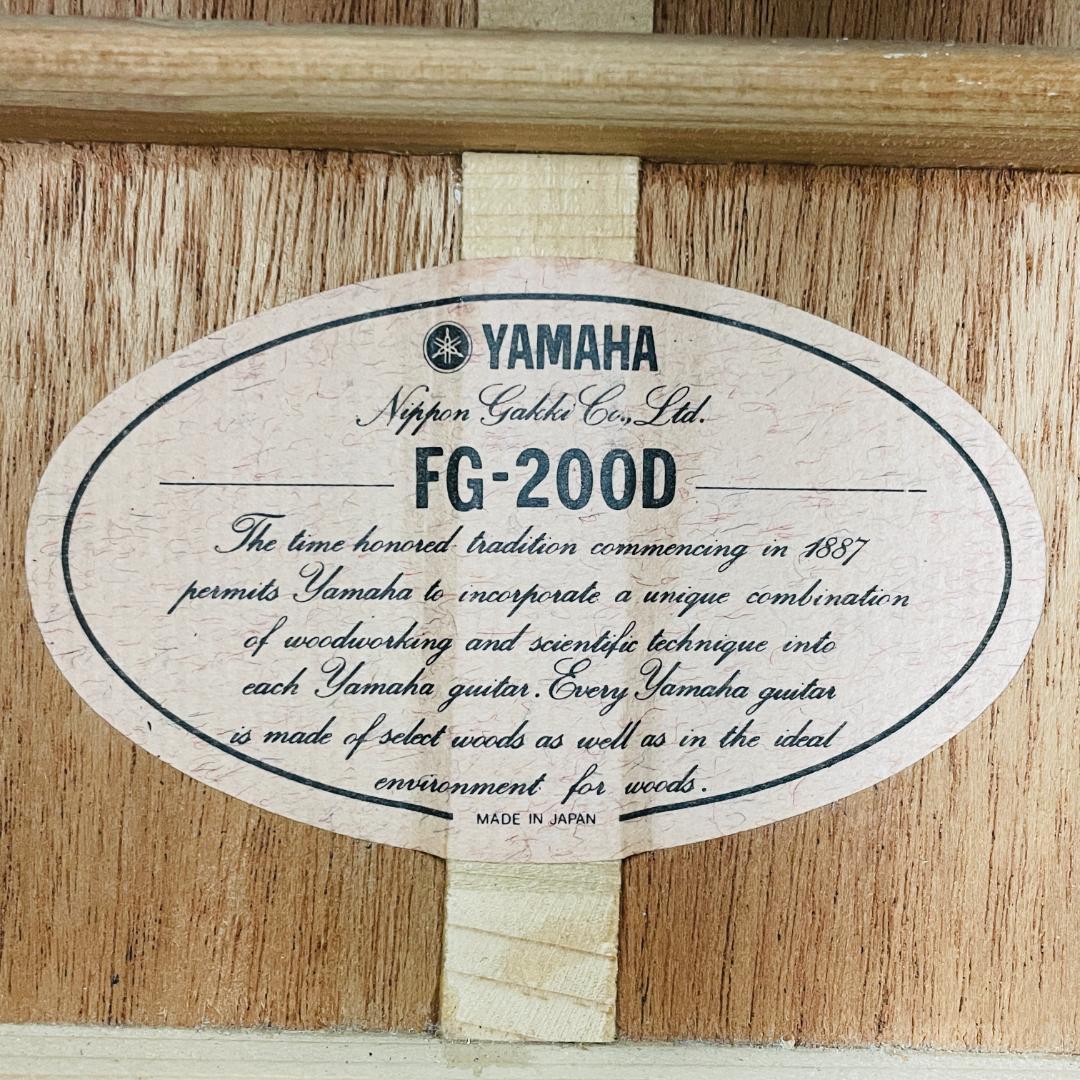 YAMAHA
Nippon Gakki Co., Ltd.
FG-200D
The time honored tradition commencing in 1887
permits Yamaha to incorporate a unique combination
of woodworking and scientific technique into
each Yamaha guitar. Every Yamaha guitar
is made of select woods as well as in the ideal
environment for woods.
MADE IN JAPAN